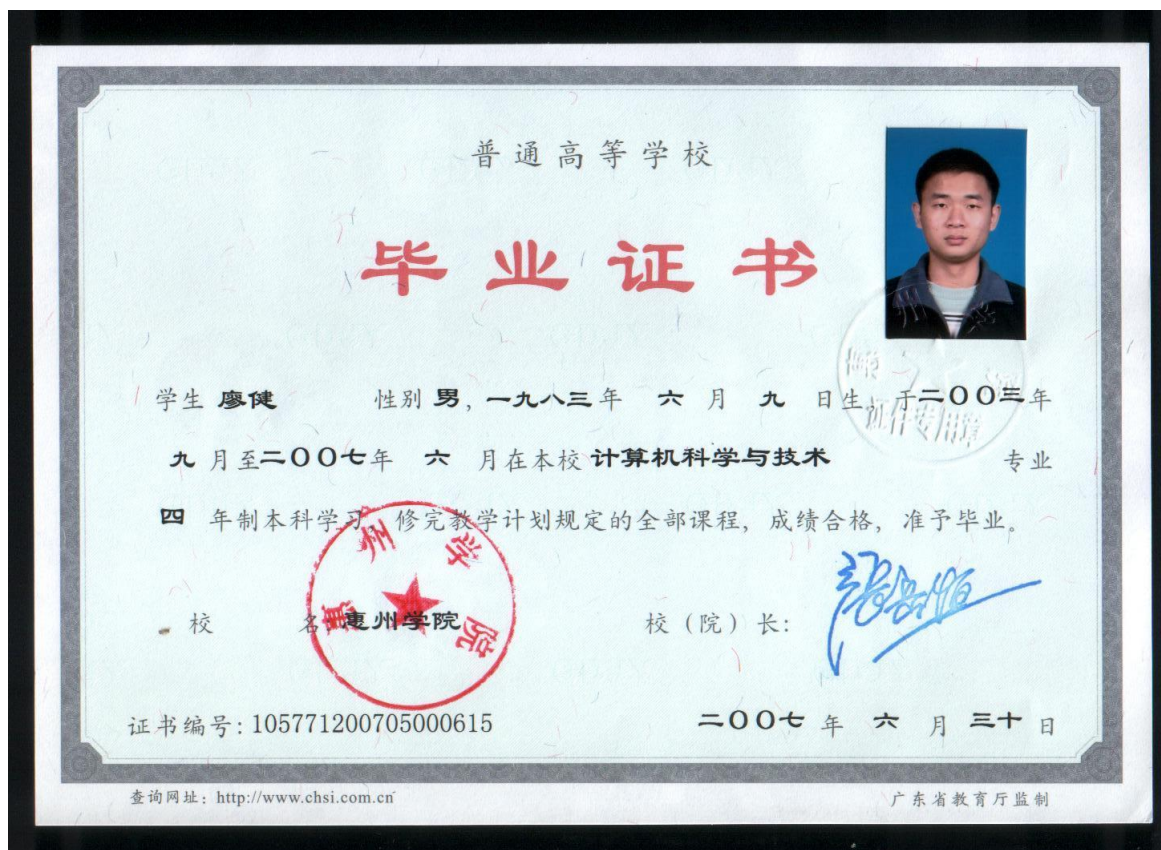 普通高等学校
毕业证书
学生 廖健 性别 男，一九八三年 六 月 九 日生，于二〇〇三年
九 月至二〇〇七年 六 月在本校 计算机科学与技术 专业
四 年制本科学习，修完教学计划规定的全部课程，成绩合格，准予毕业。
校 名 惠州学院 校（院）长：
惠州学院
证书编号：105771200705000615 二〇〇七 年 六 月 三十 日
查询网址：http://www.chsi.com.cn 广东省教育厅监制